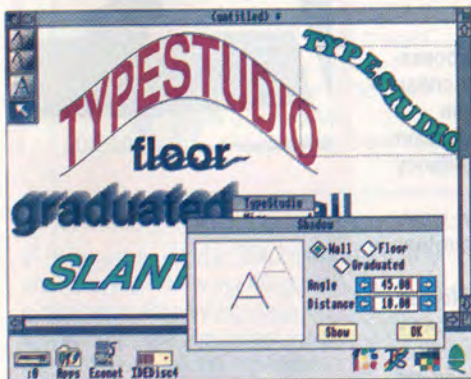 (untitled) *
TYPESTUDIO
TYPESTUDIO
floor
graduated
TypeStudio
Shadow
Wall Floor
Graduated
Angle 45.00
Distance 10.00
Show OK
SLANT
:0 Apps Econet IDEDisc4